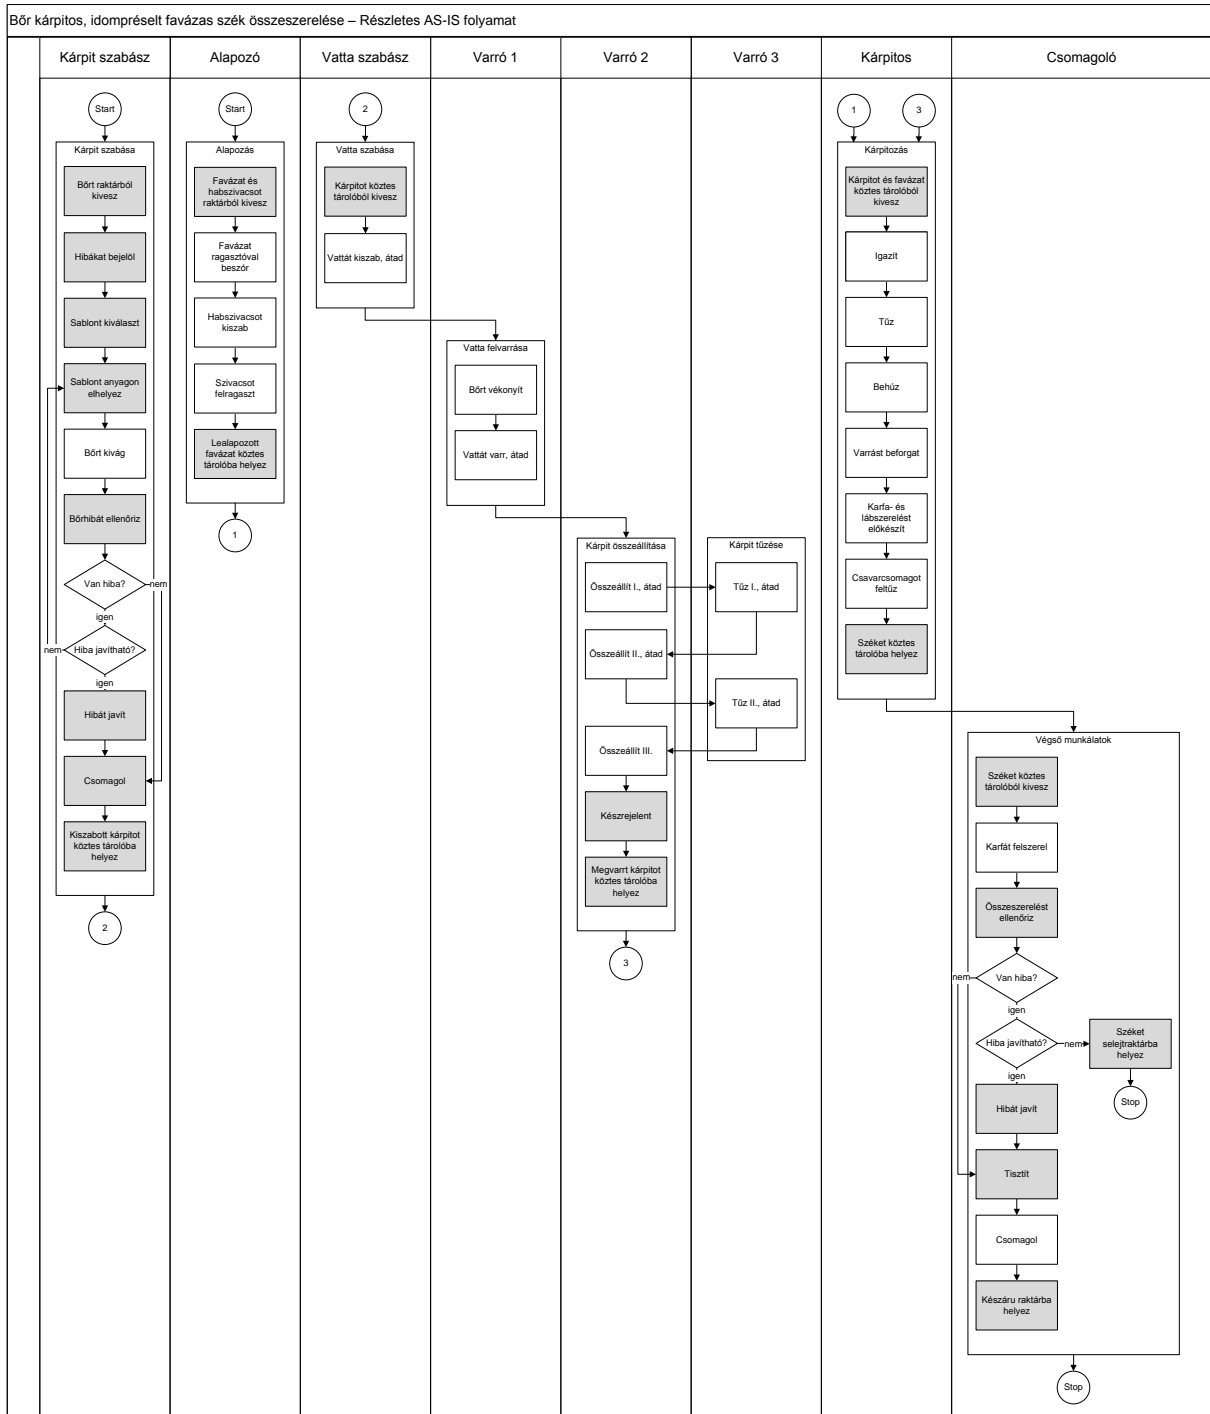 Bőr kárpitos, idompréselt favázas szék összeszerelése – Részletes AS-IS folyamat
Kárpit szabász
Alapozó
Vatta szabász
Varró 1
Varró 2
Varró 3
Kárpitos
Csomagoló
Start
Kárpit szabása
Bőrt raktárból
kivesz
Hibákat bejelöl
Sablont kiválaszt
Sablont anyagon
elhelyez
Bőrt kivág
Bőrhibát ellenőriz
Van hiba?
nem
igen
nem
Hiba javítható?
igen
Hibát javít
Csomagol
Kiszabott kárpitot
köztes tárolóba
helyez
2
Start
Alapozás
Favázat és
habszivacsot
raktárból kivesz
Favázat
ragasztóval
beszór
Habszivacsot
kiszab
Szivacsot
felragaszt
Lealapozott
favázat köztes
tárolóba helyez
1
2
Vatta szabása
Kárpitot köztes
tárolóból kivesz
Vattát kiszab, átad
Vatta felvarrása
Bőrt vékonyít
Vattát varr, átad
Kárpit összeállítása
Összeállít I., átad
Összeállít II., átad
Összeállít III.
Készrejelent
Megvarrt kárpitot
köztes tárolóba
helyez
3
Kárpit tűzése
Tűz I., átad
Tűz II., átad
1
3
Kárpitozás
Kárpitot és favázat
köztes tárolóból
kivesz
Igazít
Tűz
Behúz
Varrást beforgat
Karfa- és
lábszerelést
előkészít
Csavarcsomagot
feltűz
Széket köztes
tárolóba helyez
Végső munkálatok
Széket köztes
tárolóból kivesz
Karfát felszerel
Összeszerelést
ellenőriz
nem
Van hiba?
igen
Hiba javítható?
nem
Széket
selejtraktárba
helyez
Stop
igen
Hibát javít
Tisztít
Csomagol
Készáru raktárba
helyez
Stop